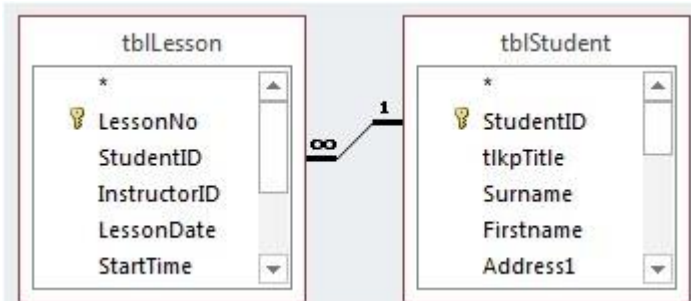 tblLesson
*
LessonNo
StudentID
InstructorID
LessonDate
StartTime
∞
1
tblStudent
*
StudentID
tlkpTitle
Surname
Firstname
Address1